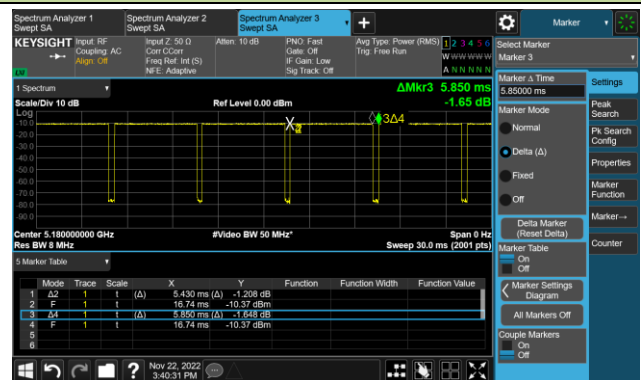 Spectrum Analyzer 1
Swept SA
Spectrum Analyzer 2
Swept SA
Spectrum Analyzer 3
Swept SA
Marker
KEYSIGHT
Input: RF
Coupling: AC
Align: Off
Input Z: 50 Ω
Corr CCorr
Freq Ref: Int (S)
NFE: Adaptive
Atten: 10 dB
PNO: Fast
Gate: Off
IF Gain: Low
Sig Track: Off
Avg Type: Power (RMS)
Trig: Free Run
1 2 3 4 5 6
W W W W W W
A N N N N N
LU
Select Marker
Marker 3
1 Spectrum
Scale/Div 10 dB
Ref Level 0.00 dBm
ΔMkr3 5.850 ms
-1.65 dB
Log
-10.0
-20.0
-30.0
-40.0
-50.0
-60.0
-70.0
-80.0
-90.0
X
3Δ4
Center 5.180000000 GHz
Res BW 8 MHz
#Video BW 50 MHz*
Span 0 Hz
Sweep 30.0 ms (2001 pts)
5 Marker Table
Mode Trace Scale X Y Function Function Width Function Value
1 Δ2 1 t (Δ) 5.430 ms (Δ) -1.208 dB
2 F 1 t 16.74 ms -10.37 dBm
3 Δ4 1 t (Δ) 5.850 ms (Δ) -1.648 dB
4 F 1 t 16.74 ms -10.37 dBm
5
6
Marker Δ Time
5.85000 ms
Marker Mode
Normal
Delta (Δ)
Fixed
Off
Delta Marker
(Reset Delta)
Marker Table
On
Off
Marker Settings
Diagram
All Markers Off
Couple Markers
On
Off
Settings
Peak
Search
Pk Search
Config
Properties
Marker
Function
Marker→
Counter
?
Nov 22, 2022
3:40:31 PM